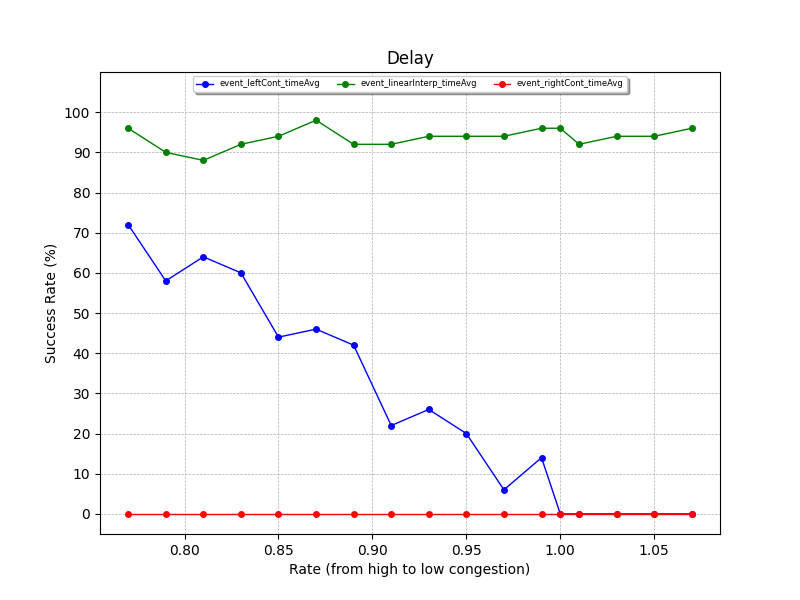 Delay
event_leftCont_timeAvg event_linearInterp_timeAvg event_rightCont_timeAvg
100
90
80
70
60
50
40
30
20
10
0
Success Rate (%)
0.80 0.85 0.90 0.95 1.00 1.05
Rate (from high to low congestion)